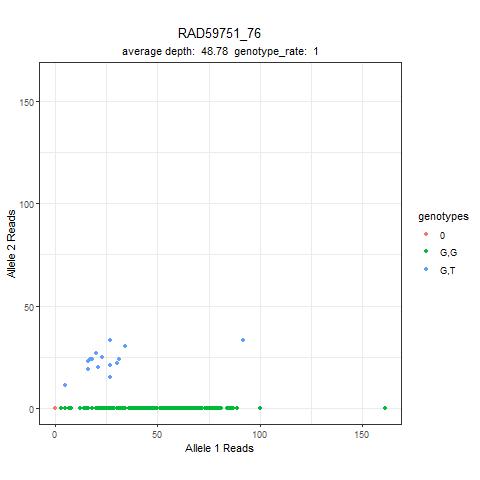 RAD59751_76
average depth:  48.78  genotype_rate:  1
150
100
50
0
Allele 2 Reads
0 50 100 150
Allele 1 Reads
genotypes
0
G,G
G,T